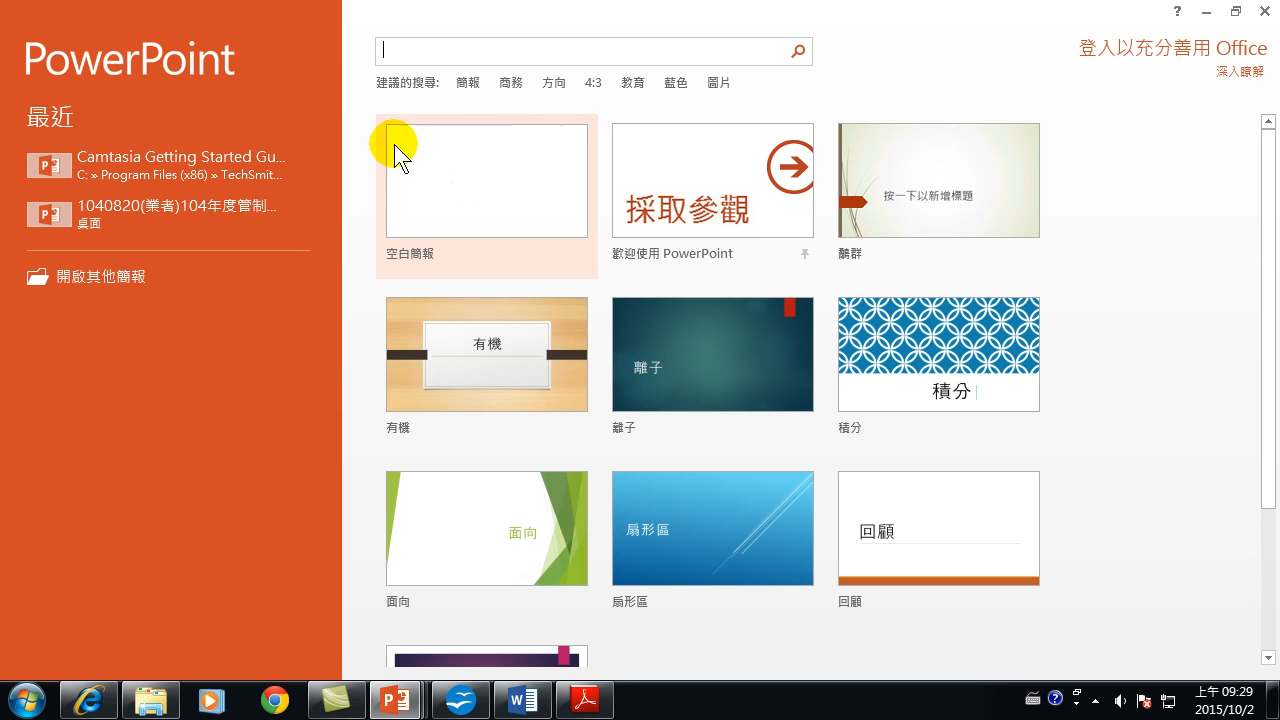 PowerPoint
最近
Camtasia Getting Started Gu...
C: » Program Files (x86) » TechSmit...
1040820(業者)104年度管制...
桌面
開啟其他簡報
?
登入以充分善用 Office
深入瞭解
建議的搜尋: 簡報 商務 方向 4:3 教育 藍色 圖片
空白簡報
採取參觀
歡迎使用 PowerPoint
按一下以新增標題
鷸群
有機
有機
離子
離子
積分
積分
面向
面向
扇形區
扇形區
回顧
回顧
上午 09:29
2015/10/2